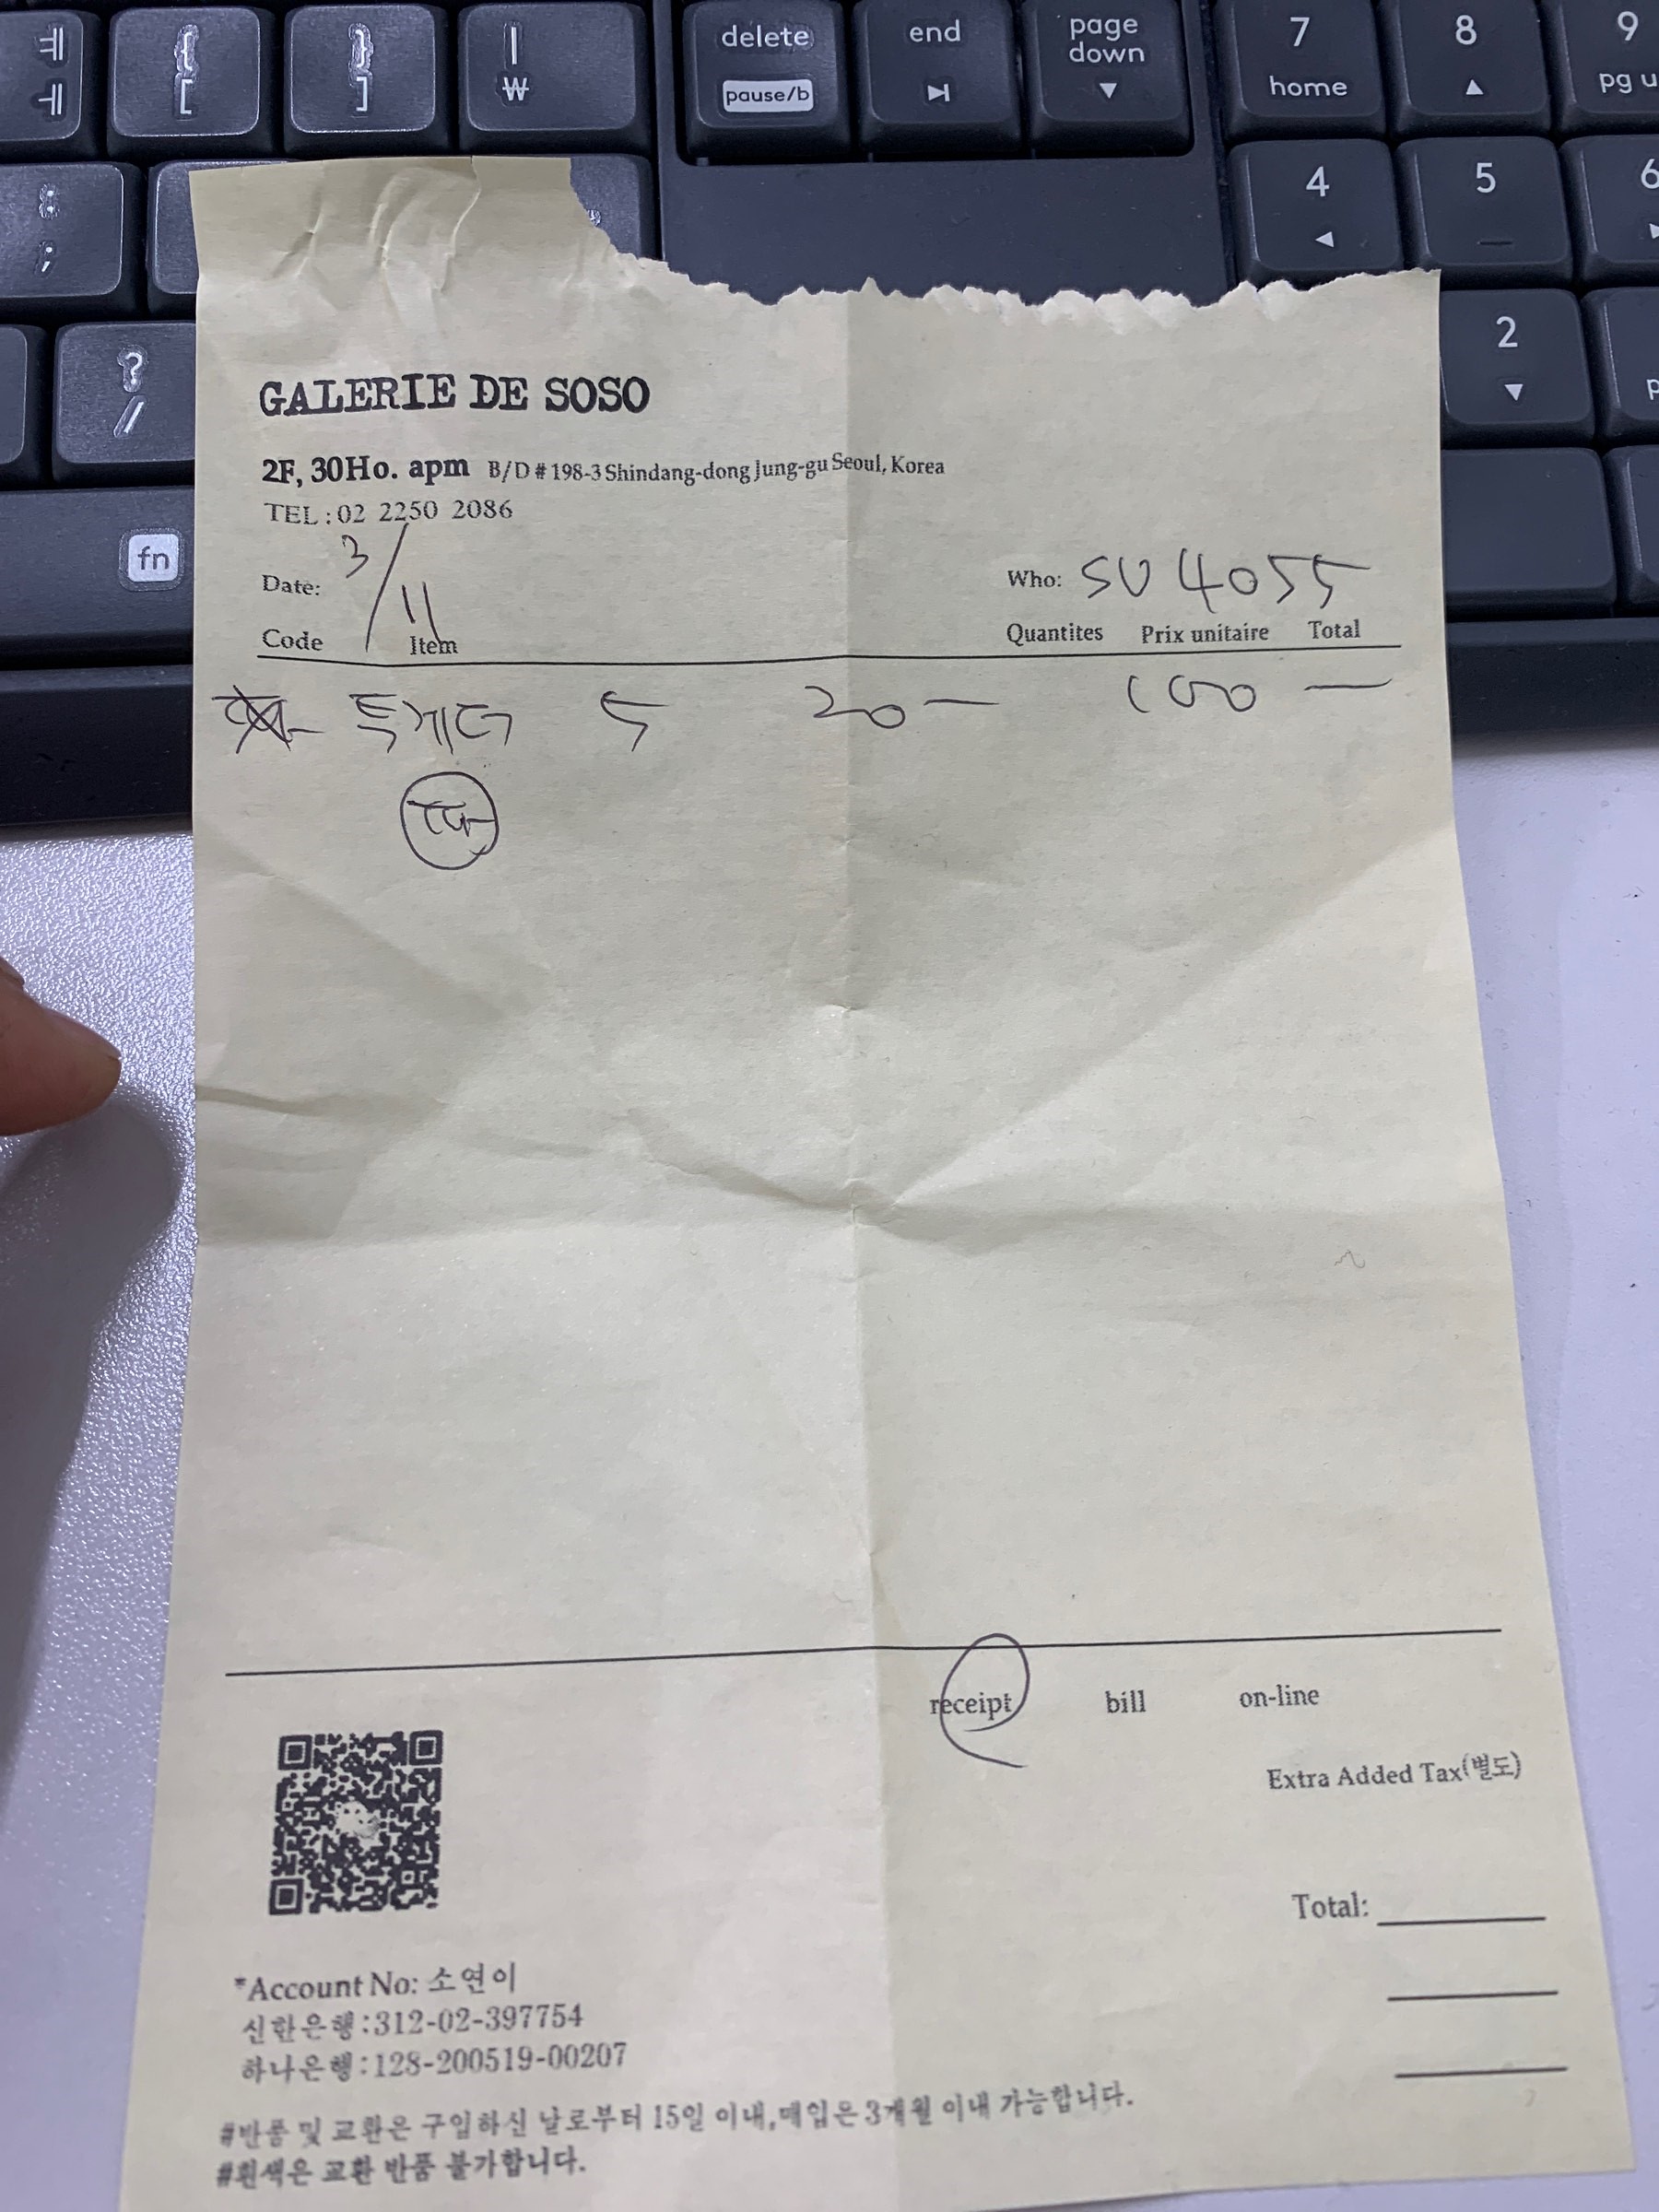 GALERIE DE SOSO
2F, 30Ho. apm B/D # 198-3 Shindang-dong Jung-gu Seoul, Korea
TEL : 02 2250 2086
Date: 3/11 Who: SU 4055
Code Item Quantites Prix unitaire Total
5 20 — 100 —
receipt bill on-line
Extra Added Tax(별도)
Total:
*Account No: 소연이
신한은행:312-02-397754
하나은행:128-200519-00207
#반품 및 교환은 구입하신 날로부터 15일 이내,매입은 3개월 이내 가능합니다.
#흰색은 교환 반품 불가합니다.
delete end page down 7 8 9
pause/b home pg u
4 5 6
2
fn